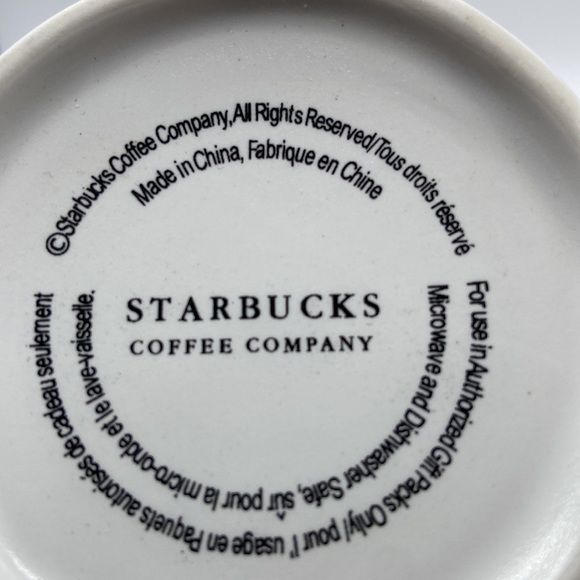 ©Starbucks Coffee Company,All Rights Reserved/Tous droits réservé
Made in China, Fabrique en Chine
STARBUCKS
COFFEE COMPANY
For use in Authorized Gift Packs Only/ pour l' usage en Paquets autorisés de cadeau seulement
Microwave and Dishwasher Safe, sûr pour la micro-onde et le lave-vaisselle.